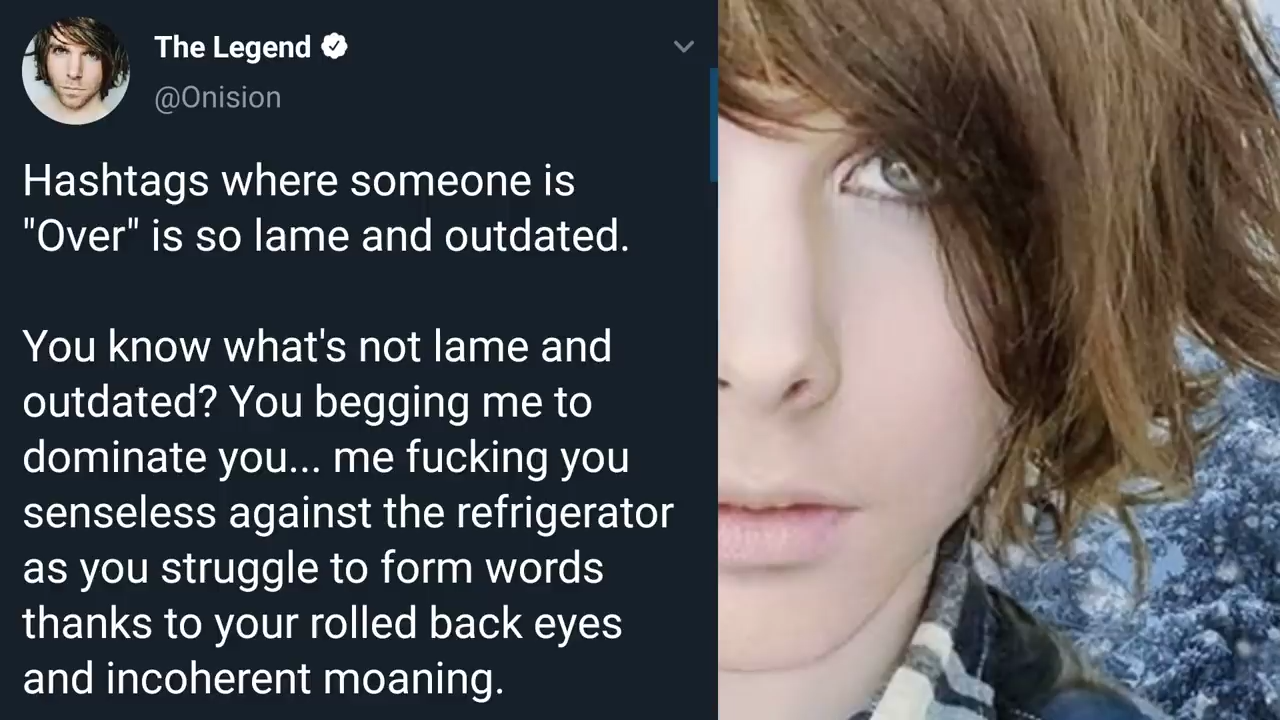 The Legend
@Onision
Hashtags where someone is
"Over" is so lame and outdated.
You know what's not lame and
outdated? You begging me to
dominate you... me fucking you
senseless against the refrigerator
as you struggle to form words
thanks to your rolled back eyes
and incoherent moaning.